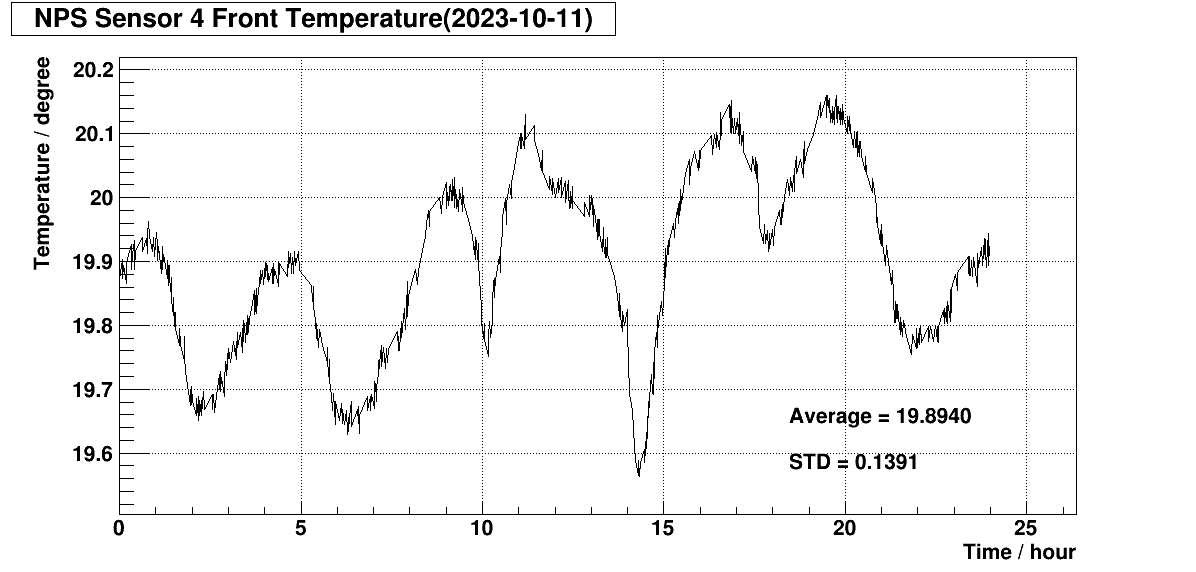 NPS Sensor 4 Front Temperature(2023-10-11)
Temperature / degree
20.2
20.1
20
19.9
19.8
19.7
19.6
Average = 19.8940
STD = 0.1391
0 5 10 15 20 25
Time / hour